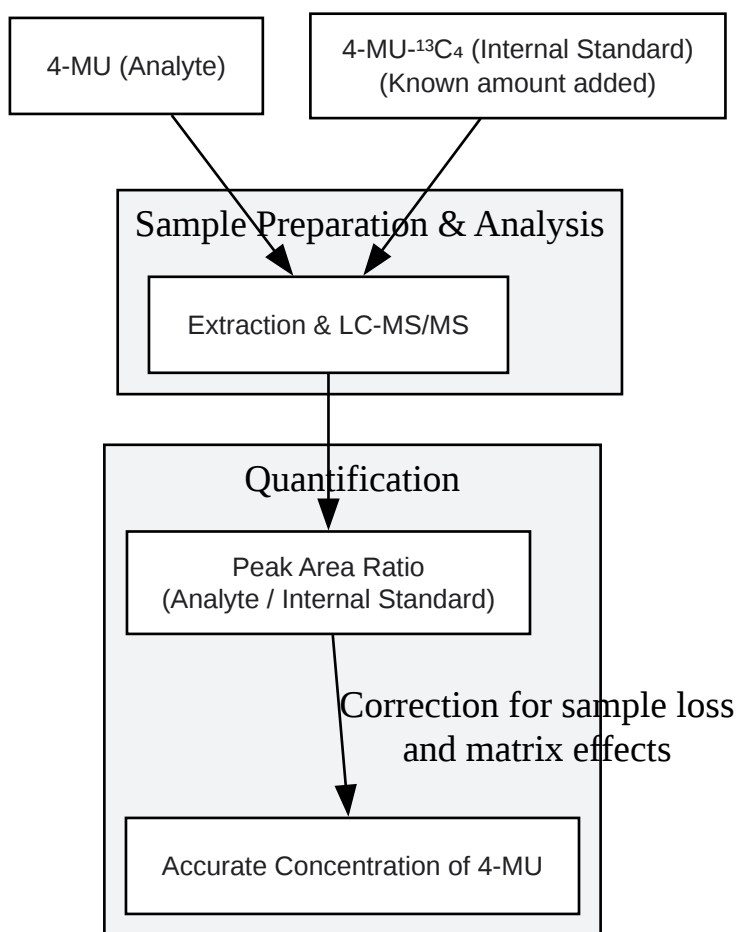 4-MU (Analyte)
4-MU-¹³C₄ (Internal Standard)
(Known amount added)
Sample Preparation & Analysis
Extraction & LC-MS/MS
Quantification
Peak Area Ratio
(Analyte / Internal Standard)
Correction for sample loss
and matrix effects
Accurate Concentration of 4-MU